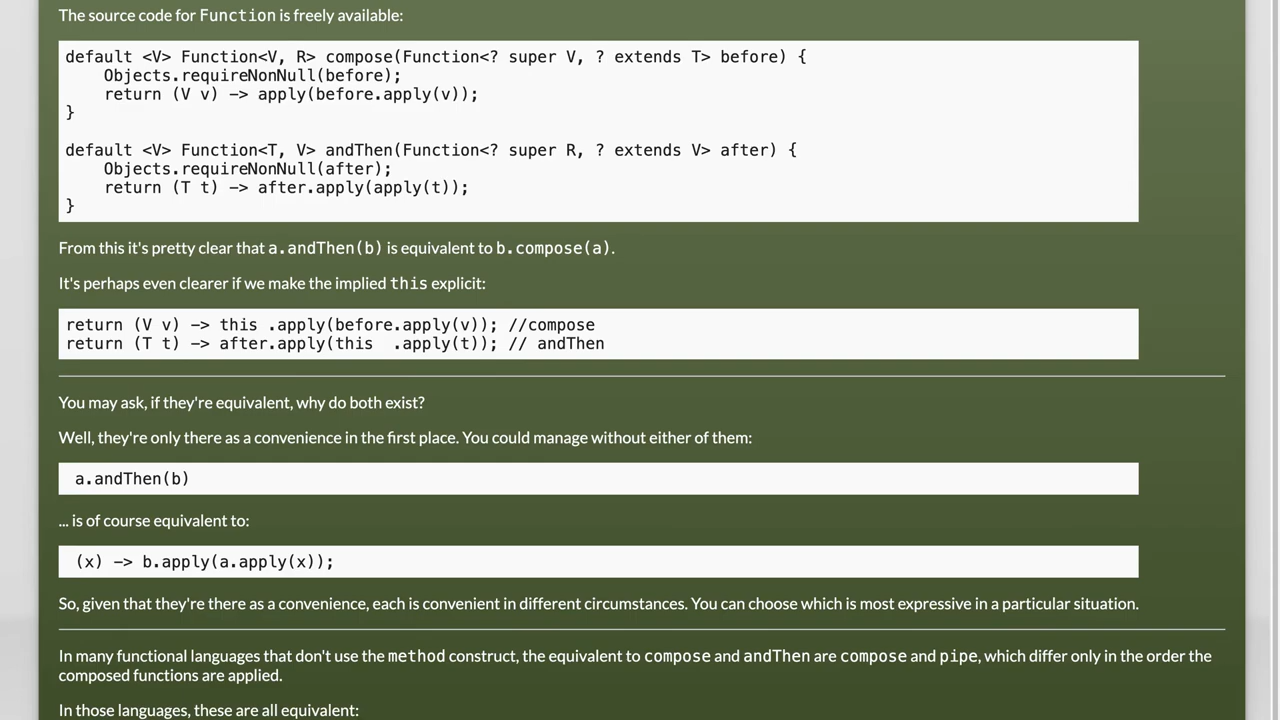 The source code for Function is freely available:
default <V> Function<V, R> compose(Function<? super V, ? extends T> before) {
    Objects.requireNonNull(before);
    return (V v) -> apply(before.apply(v));
}
default <V> Function<T, V> andThen(Function<? super R, ? extends V> after) {
    Objects.requireNonNull(after);
    return (T t) -> after.apply(apply(t));
}
From this it's pretty clear that a.andThen(b) is equivalent to b.compose(a).
It's perhaps even clearer if we make the implied this explicit:
return (V v) -> this .apply(before.apply(v)); //compose
return (T t) -> after.apply(this  .apply(t)); // andThen
You may ask, if they're equivalent, why do both exist?
Well, they're only there as a convenience in the first place. You could manage without either of them:
a.andThen(b)
... is of course equivalent to:
(x) -> b.apply(a.apply(x));
So, given that they're there as a convenience, each is convenient in different circumstances. You can choose which is most expressive in a particular situation.
In many functional languages that don't use the method construct, the equivalent to compose and andThen are compose and pipe, which differ only in the order the
composed functions are applied.
In those languages, these are all equivalent: